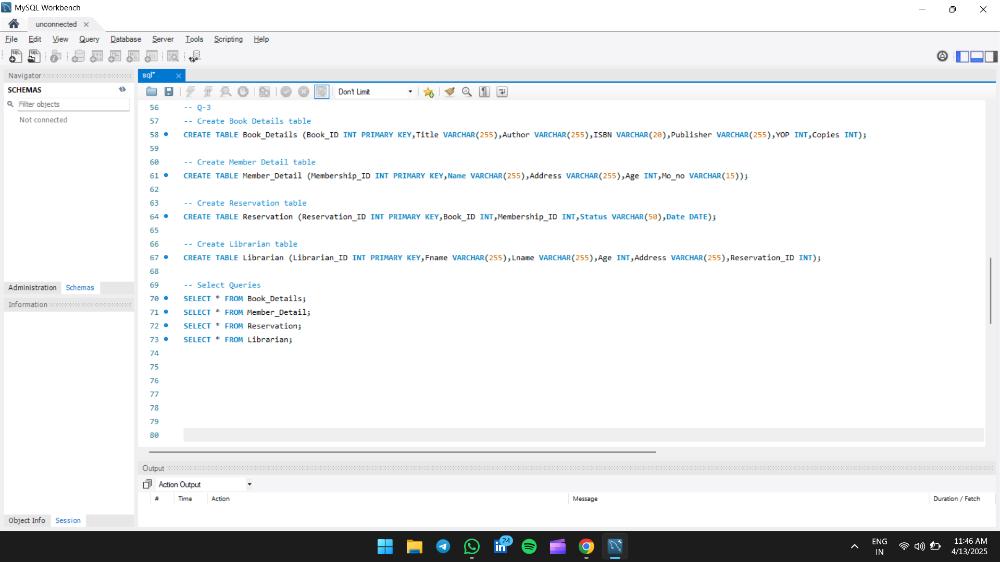 MySQL Workbench
unconnected
File Edit View Query Database Server Tools Scripting Help
SQL SQL
Navigator
SCHEMAS
Filter objects
Not connected
Administration Schemas
Information
Object Info Session
sql*
Don't Limit
56 -- Q-3
57 -- Create Book Details table
58 CREATE TABLE Book_Details (Book_ID INT PRIMARY KEY,Title VARCHAR(255),Author VARCHAR(255),ISBN VARCHAR(20),Publisher VARCHAR(255),YOP INT,Copies INT);
59
60 -- Create Member Detail table
61 CREATE TABLE Member_Detail (Membership_ID INT PRIMARY KEY,Name VARCHAR(255),Address VARCHAR(255),Age INT,Mo_no VARCHAR(15));
62
63 -- Create Reservation table
64 CREATE TABLE Reservation (Reservation_ID INT PRIMARY KEY,Book_ID INT,Membership_ID INT,Status VARCHAR(50),Date DATE);
65
66 -- Create Librarian table
67 CREATE TABLE Librarian (Librarian_ID INT PRIMARY KEY,Fname VARCHAR(255),Lname VARCHAR(255),Age INT,Address VARCHAR(255),Reservation_ID INT);
68
69 -- Select Queries
70 SELECT * FROM Book_Details;
71 SELECT * FROM Member_Detail;
72 SELECT * FROM Reservation;
73 SELECT * FROM Librarian;
74
75
76
77
78
79
80
Output
Action Output
# Time Action Message Duration / Fetch
24
ENG
IN
11:46 AM
4/13/2025